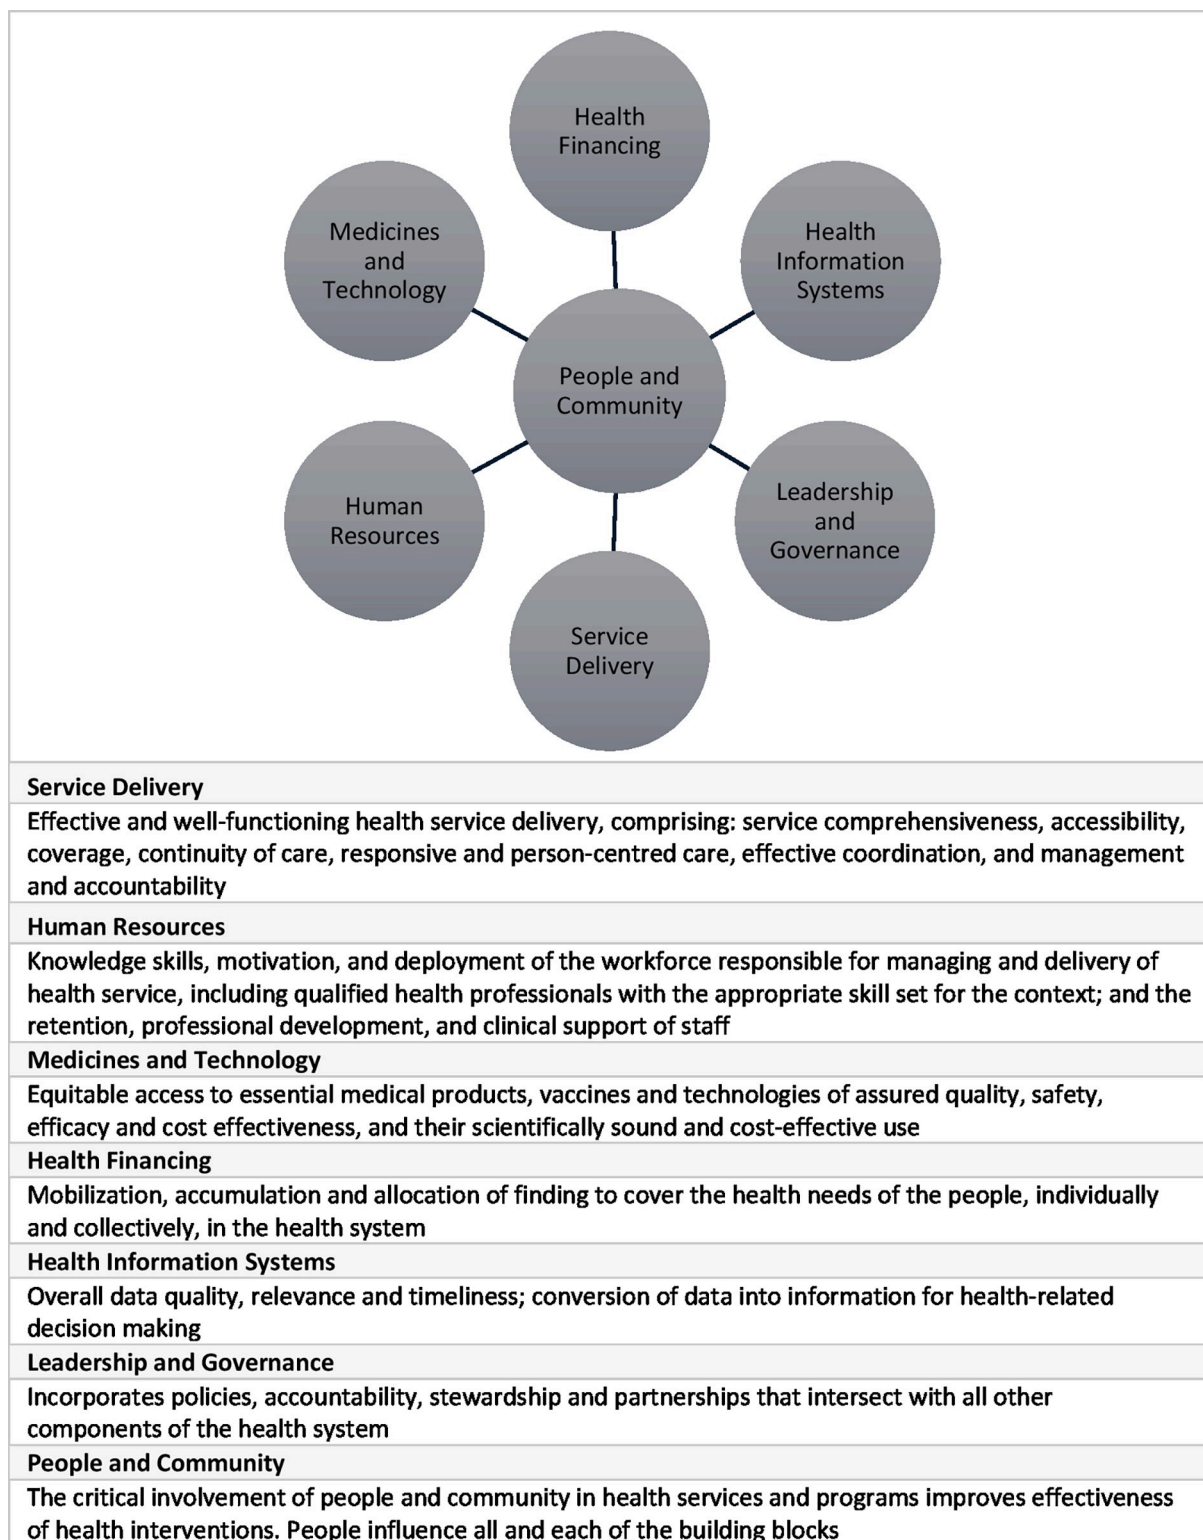 Health
Financing
Medicines
and
Technology
Health
Information
Systems
People and
Community
Human
Resources
Leadership
and
Governance
Service
Delivery
Service Delivery
Effective and well-functioning health service delivery, comprising: service comprehensiveness, accessibility,
coverage, continuity of care, responsive and person-centred care, effective coordination, and management
and accountability
Human Resources
Knowledge skills, motivation, and deployment of the workforce responsible for managing and delivery of
health service, including qualified health professionals with the appropriate skill set for the context; and the
retention, professional development, and clinical support of staff
Medicines and Technology
Equitable access to essential medical products, vaccines and technologies of assured quality, safety,
efficacy and cost effectiveness, and their scientifically sound and cost-effective use
Health Financing
Mobilization, accumulation and allocation of finding to cover the health needs of the people, individually
and collectively, in the health system
Health Information Systems
Overall data quality, relevance and timeliness; conversion of data into information for health-related
decision making
Leadership and Governance
Incorporates policies, accountability, stewardship and partnerships that intersect with all other
components of the health system
People and Community
The critical involvement of people and community in health services and programs improves effectiveness
of health interventions. People influence all and each of the building blocks